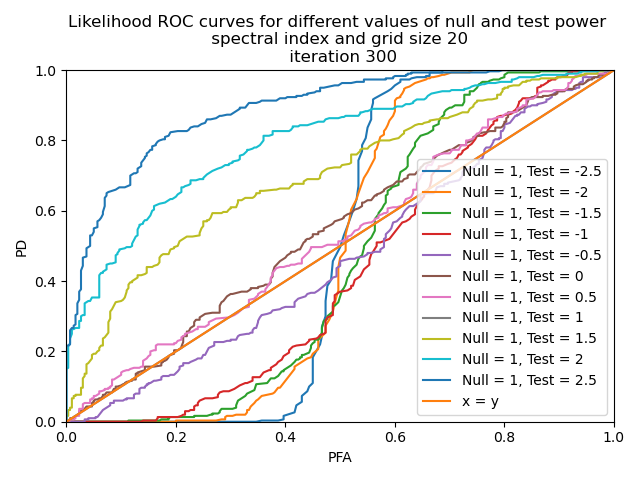 Likelihood ROC curves for different values of null and test power
spectral index and grid size 20
iteration 300
1.0
0.8
0.6
0.4
0.2
0.0
PD
0.0 0.2 0.4 0.6 0.8 1.0
PFA
Null = 1, Test = -2.5
Null = 1, Test = -2
Null = 1, Test = -1.5
Null = 1, Test = -1
Null = 1, Test = -0.5
Null = 1, Test = 0
Null = 1, Test = 0.5
Null = 1, Test = 1
Null = 1, Test = 1.5
Null = 1, Test = 2
Null = 1, Test = 2.5
x = y